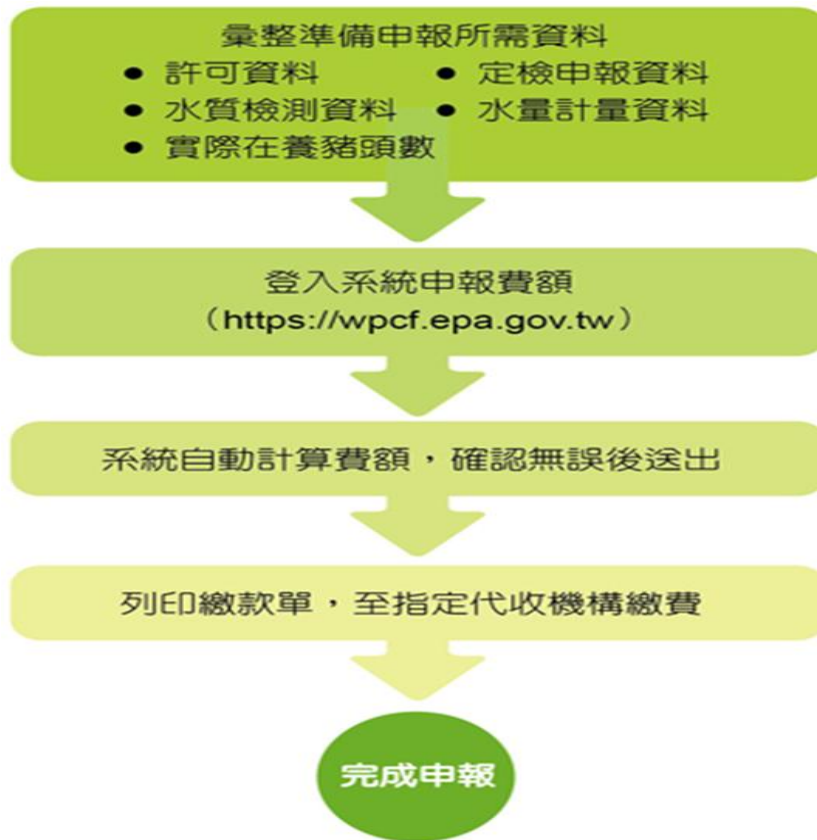 彙整準備申報所需資料
● 許可資料 ● 定檢申報資料
● 水質檢測資料 ● 水量計量資料
● 實際在養豬頭數
登入系統申報費額
（https://wpcf.epa.gov.tw）
系統自動計算費額，確認無誤後送出
列印繳款單，至指定代收機構繳費
完成申報